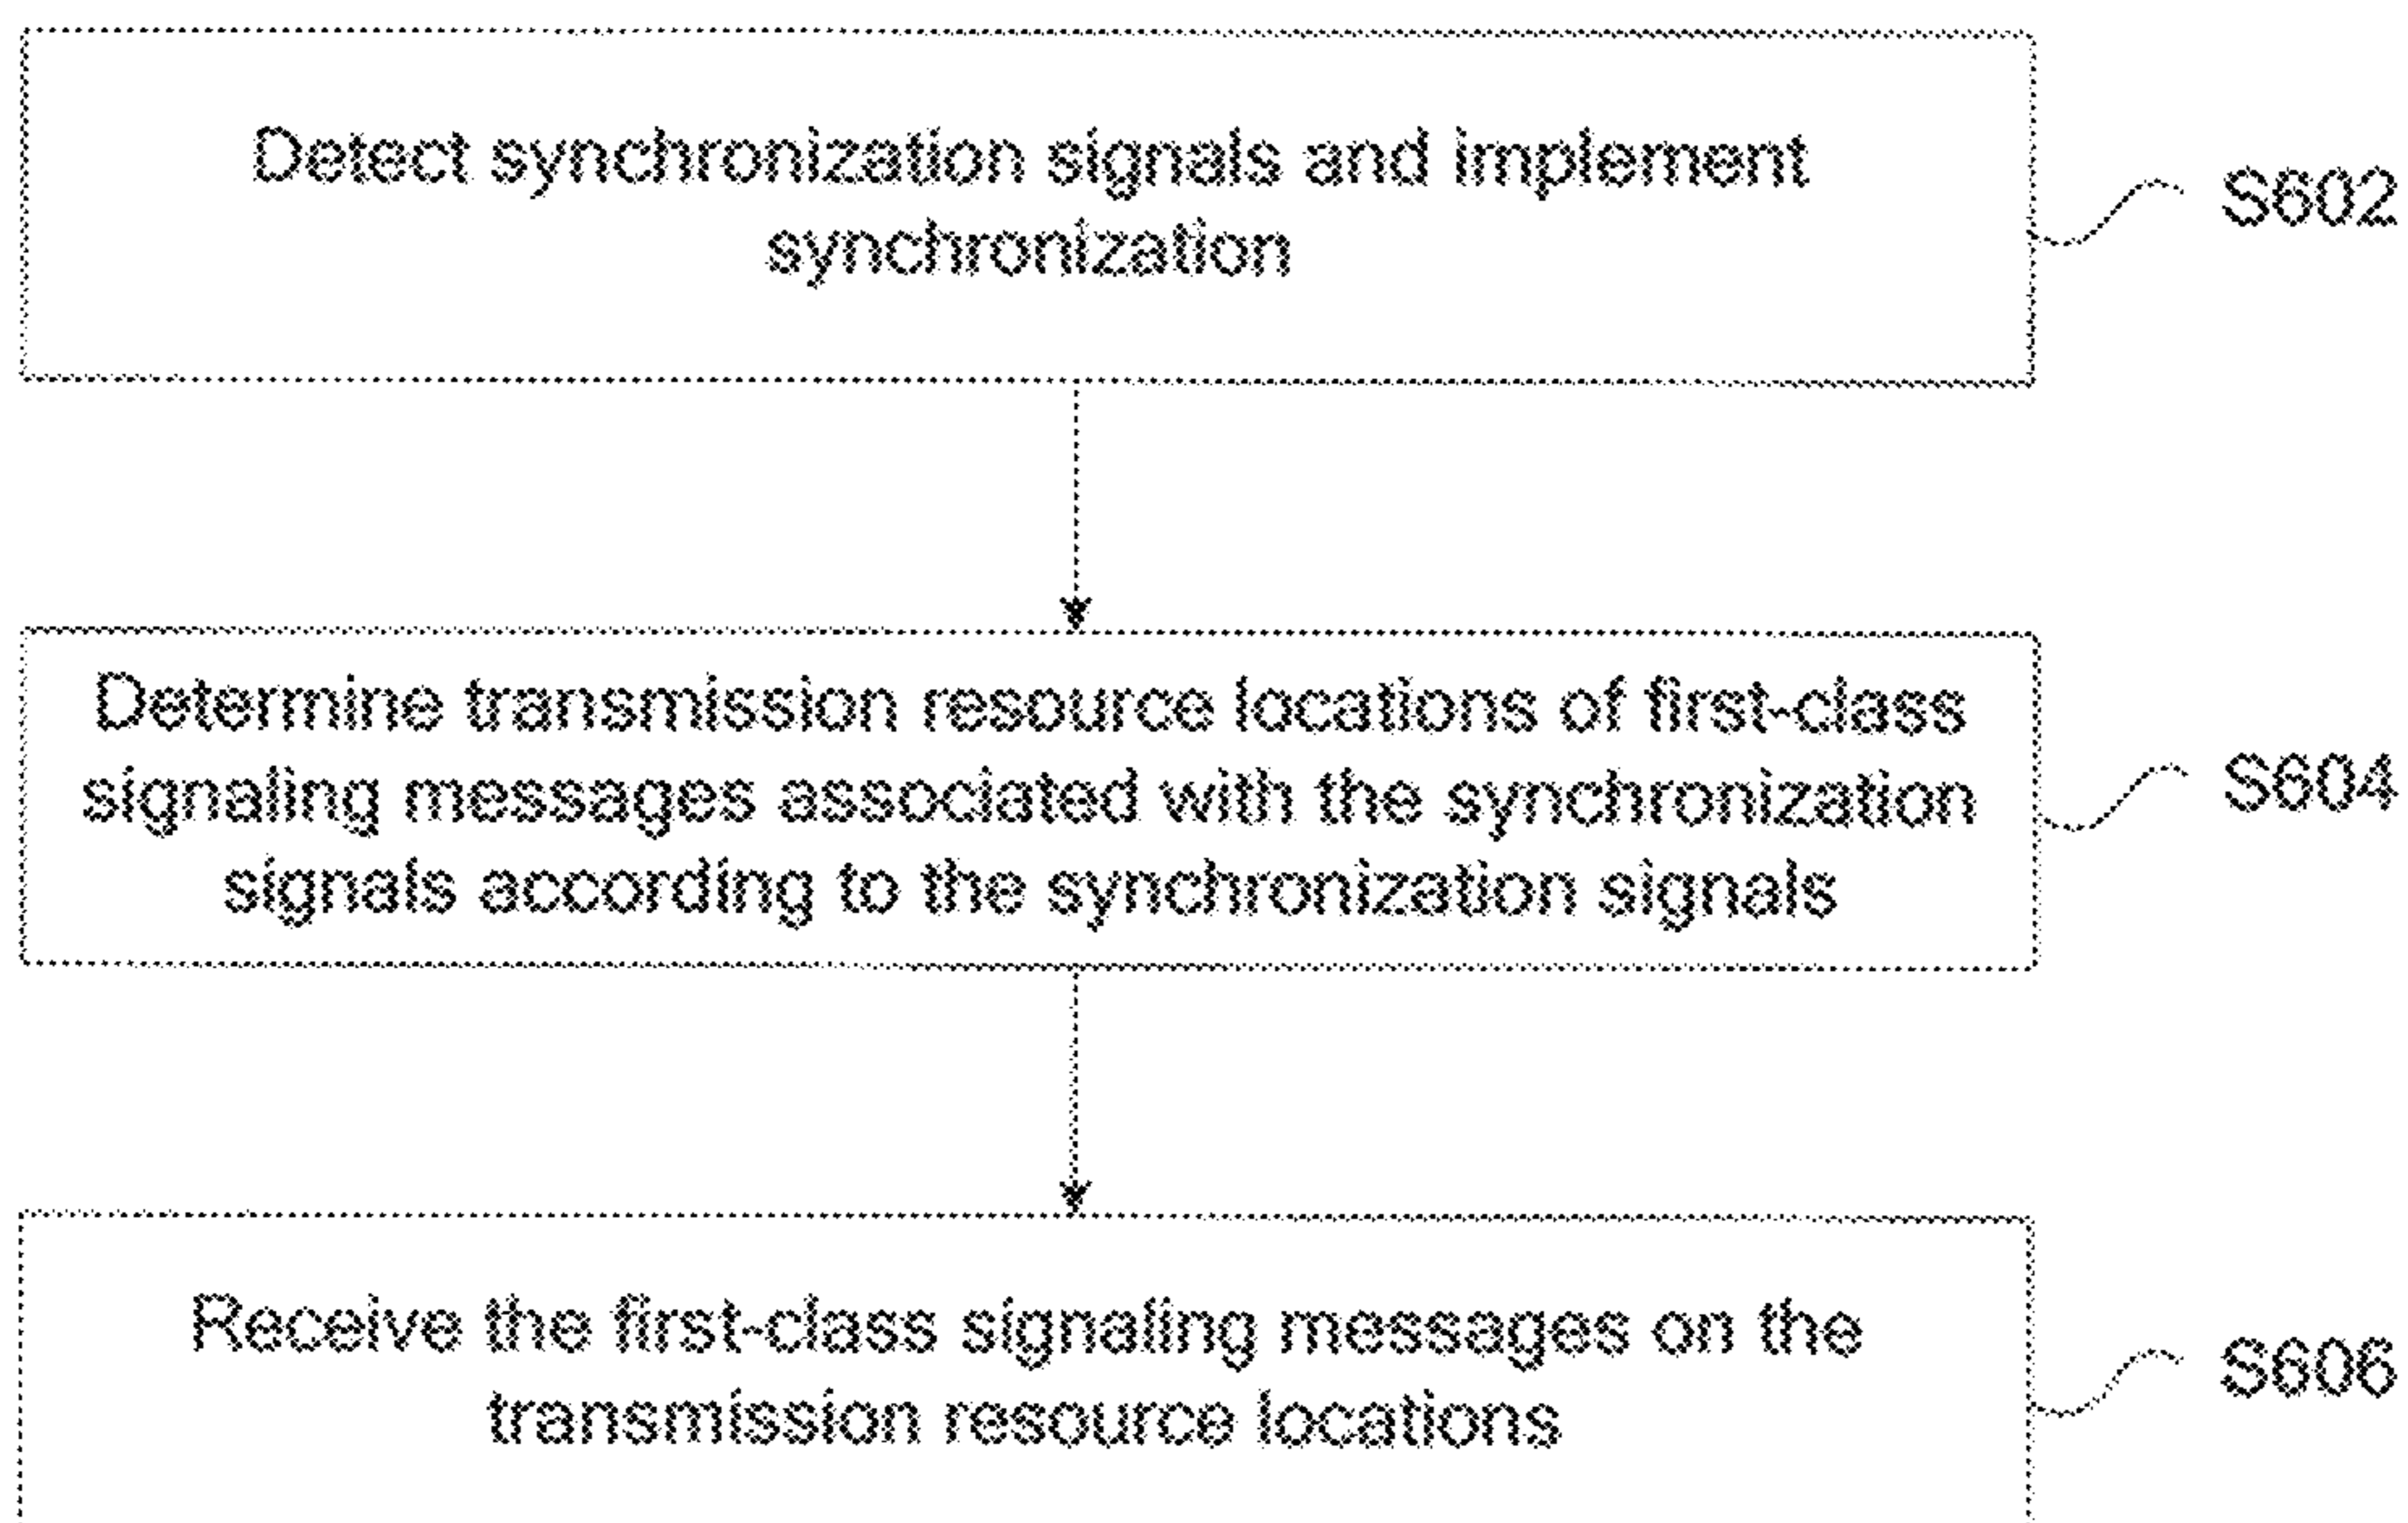 Detect synchronization signals and implement
synchronization
S602
Determine transmission resource locations of first-class
signaling messages associated with the synchronization
signals according to the synchronization signals
S604
Receive the first-class signaling messages on the
transmission resource locations
S606